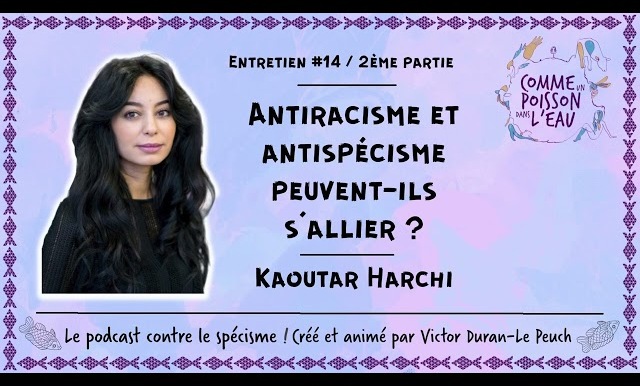 Entretien #14 / 2ème partie
Comme un
poisson
dans l'eau
Antiracisme et
antispécisme
peuvent-ils
s'allier ?
Kaoutar Harchi
Le podcast contre le spécisme ! Créé et animé par Victor Duran-Le Peuch